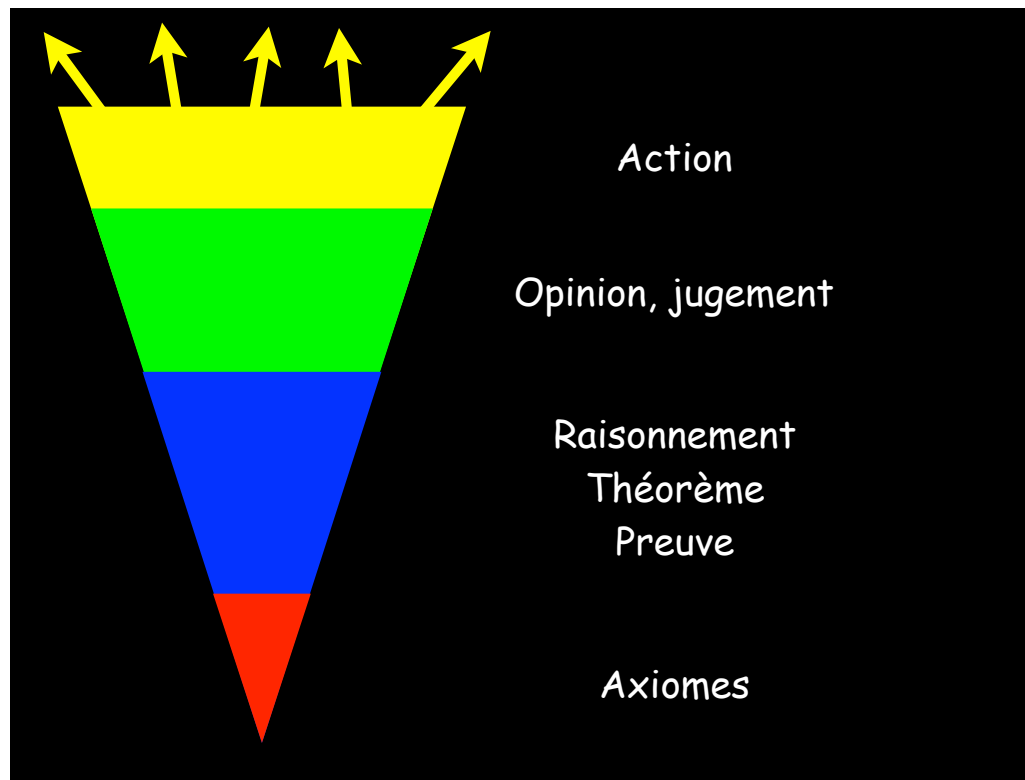 Action
Opinion, jugement
Raisonnement
Théorème
Preuve
Axiomes